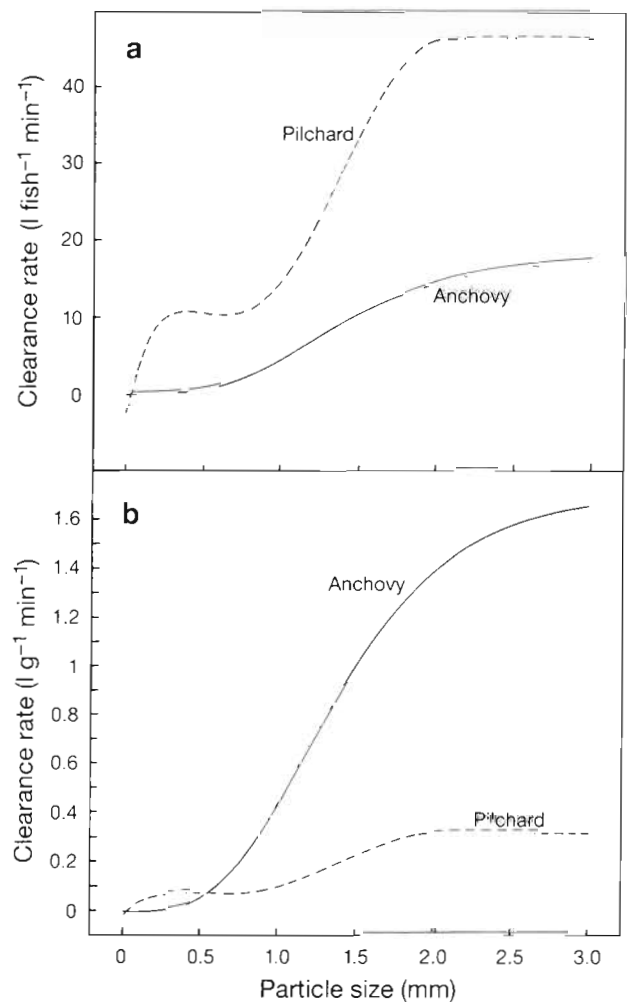 a
Clearance rate (l fish⁻¹ min⁻¹)
40
30
20
10
0
Pilchard
Anchovy
b
Clearance rate (l g⁻¹ min⁻¹)
1.6
1.4
1.2
1
0.8
0.6
0.4
0.2
0
Anchovy
Pilchard
0 0.5 1.0 1.5 2.0 2.5 3.0
Particle size (mm)